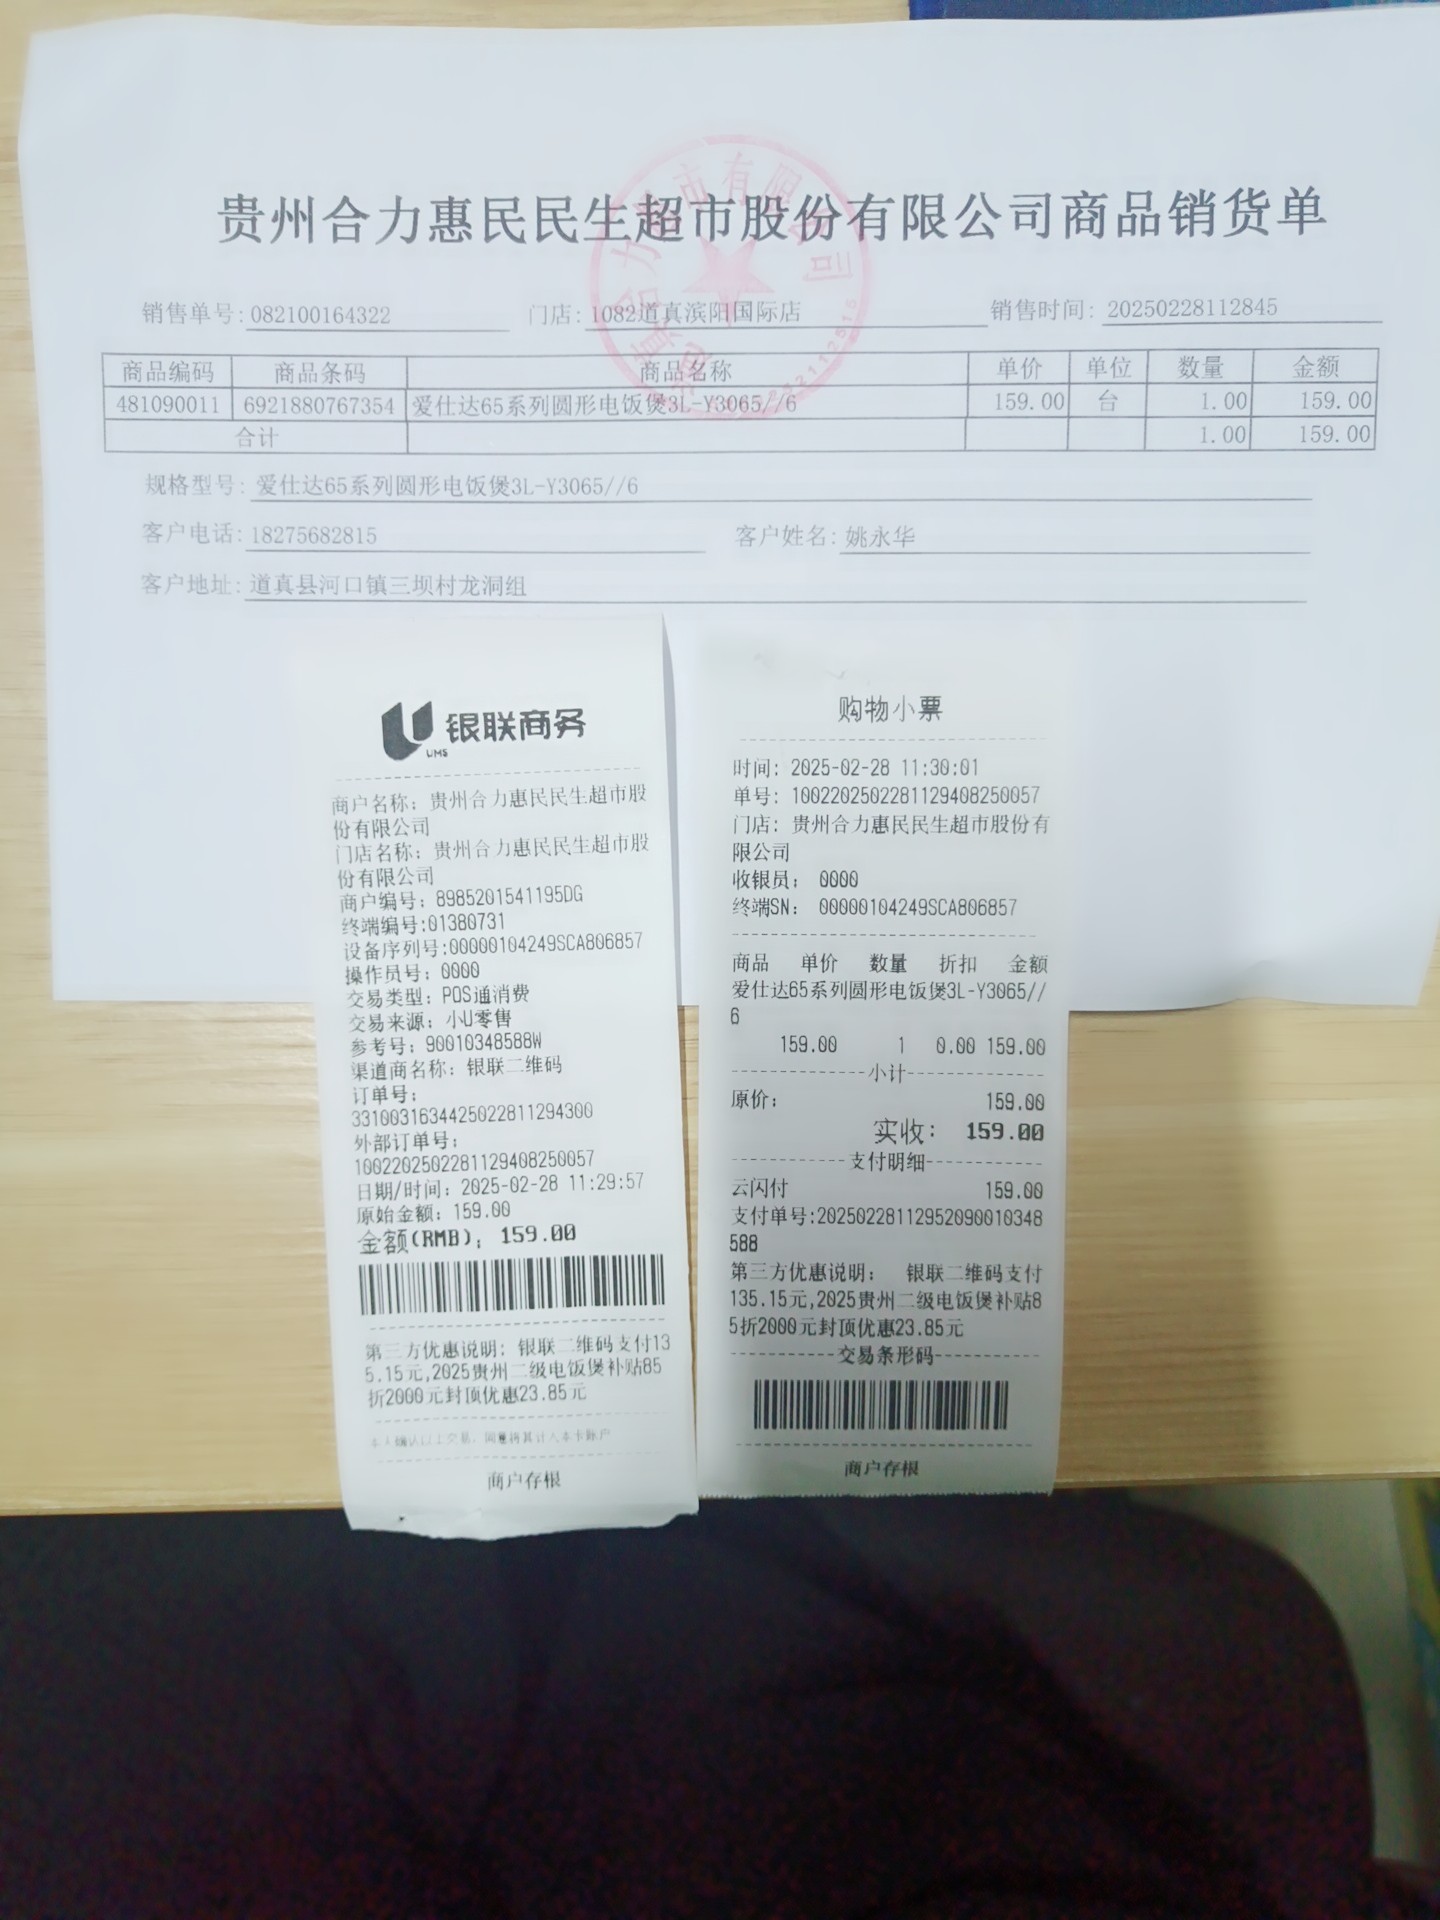 贵州合力惠民民生超市股份有限公司商品销货单
销售单号: 082100164322 门店: 1082道真滨阳国际店 销售时间: 20250228112845
商品编码 商品条码 商品名称 单价 单位 数量 金额
481090011 6921880767354 爱仕达65系列圆形电饭煲3L-Y3065//6 159.00 台 1.00 159.00
合计 1.00 159.00
规格型号: 爱仕达65系列圆形电饭煲3L-Y3065//6
客户电话: 18275682815 客户姓名: 姚永华
客户地址: 道真县河口镇三坝村龙洞组
银联商务
UMS
商户名称: 贵州合力惠民民生超市股
份有限公司
门店名称: 贵州合力惠民民生超市股
份有限公司
商户编号: 8985201541195DG
终端编号:01380731
设备序列号:00000104249SCA806857
操作员号: 0000
交易类型: POS通消费
交易来源: 小U零售
参考号: 90010348588W
渠道商名称: 银联二维码
订单号:
33100316344250228112943​00
外部订单号:
10022025022811294082500​57
日期/时间: 2025-02-28 11:29:57
原始金额: 159.00
金额(RMB): 159.00
第三方优惠说明: 银联二维码支付13
5.15元,2025贵州二级电饭煲补贴85
折2000元封顶优惠23.85元
本人确认以上交易, 同意将其计入本卡账户
商户存根
购物小票
时间: 2025-02-28 11:30:01
单号: 1002202502281129408250057
门店: 贵州合力惠民民生超市股份有
限公司
收银员: 0000
终端SN: 00000104249SCA806857
商品 单价 数量 折扣 金额
爱仕达65系列圆形电饭煲3L-Y3065//
6
159.00 1 0.00 159.00
小计
原价: 159.00
实收: 159.00
支付明细
云闪付 159.00
支付单号:20250228112952090010348
588
第三方优惠说明: 银联二维码支付
135.15元,2025贵州二级电饭煲补贴8
5折2000元封顶优惠23.85元
交易条形码
商户存根